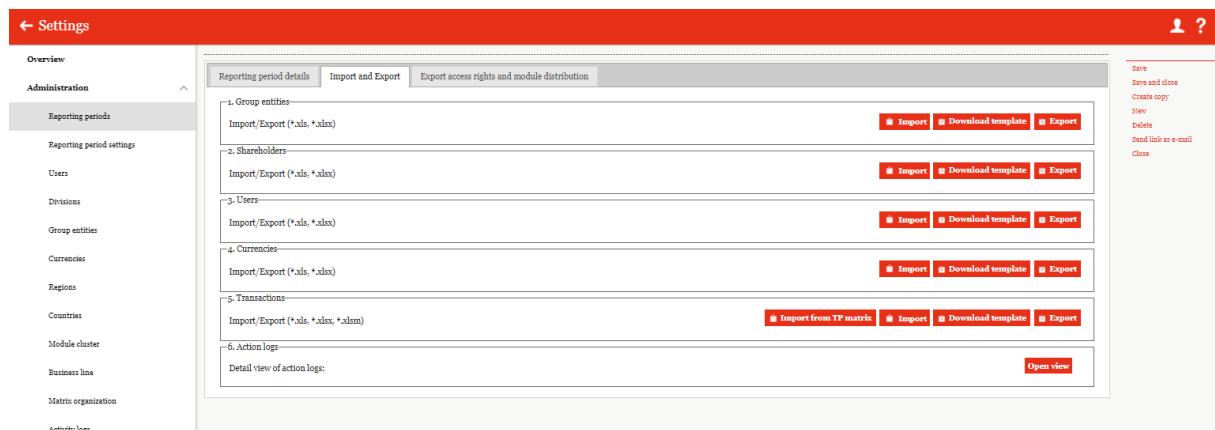 ← Settings
?
Overview
Administration
Reporting periods
Reporting period settings
Users
Divisions
Group entities
Currencies
Regions
Countries
Module cluster
Business line
Matrix organization
Activity logs
Reporting period details Import and Export Export access rights and module distribution
1. Group entities
Import/Export (*.xls, *.xlsx) Import Download template Export
2. Shareholders
Import/Export (*.xls, *.xlsx) Import Download template Export
3. Users
Import/Export (*.xls, *.xlsx) Import Download template Export
4. Currencies
Import/Export (*.xls, *.xlsx) Import Download template Export
5. Transactions
Import/Export (*.xls, *.xlsx, *.xlsm) Import from TP matrix Import Download template Export
6. Action logs
Detail view of action logs: Open view
Save
Save and close
Create copy
New
Delete
Send link as e-mail
Close